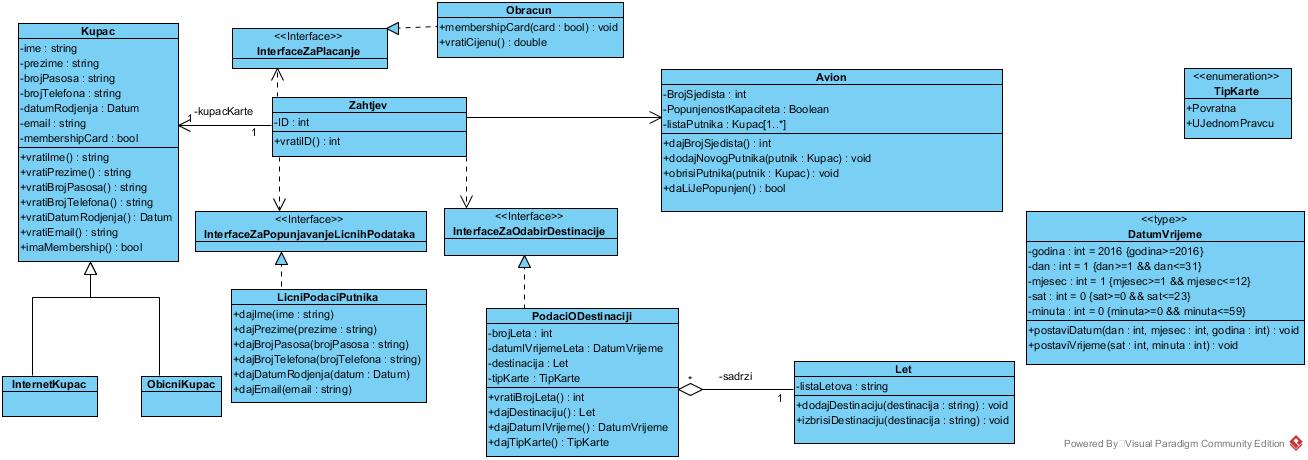 Kupac
-ime : string
-prezime : string
-brojPasosa : string
-brojTelefona : string
-datumRodjenja : Datum
-email : string
-membershipCard : bool
+vratiIme() : string
+vratiPrezime() : string
+vratiBrojPasosa() : string
+vratiBrojTelefona() : string
+vratiDatumRodjenja() : Datum
+vratiEmail() : string
+imaMembership() : bool
InternetKupac
ObicniKupac
<<Interface>>
InterfaceZaPlacanje
Obracun
+membershipCard(card : bool) : void
+vratiCijenu() : double
-kupacKarte
1
1
Zahtjev
-ID : int
+vratiID() : int
<<Interface>>
InterfaceZaPopunjavanjeLicnihPodataka
LicniPodaciPutnika
+dajIme(ime : string)
+dajPrezime(prezime : string)
+dajBrojPasosa(brojPasosa : string)
+dajBrojTelefona(brojTelefona : string)
+dajDatumRodjenja(datum : Datum)
+dajEmail(email : string)
<<Interface>>
InterfaceZaOdabirDestinacije
PodaciODestinaciji
-brojLeta : int
-datumIVrijemeLeta : DatumVrijeme
-destinacija : Let
-tipKarte : TipKarte
+vratiBrojLeta() : int
+dajDestinaciju() : Let
+dajDatumIVrijeme() : DatumVrijeme
+dajTipKarte() : TipKarte
*
-sadrzi
1
Let
-listaLetova : string
+dodajDestinaciju(destinacija : string) : void
+izbrisiDestinaciju(destinacija : string) : void
Avion
-BrojSjedista : int
-PopunjenostKapaciteta : Boolean
-listaPutnika : Kupac[1..*]
+dajBrojSjedista() : int
+dodajNovogPutnika(putnik : Kupac) : void
+obrisiPutnika(putnik : Kupac) : void
+daLiJePopunjen() : bool
<<enumeration>>
TipKarte
+Povratna
+UJednomPravcu
<<type>>
DatumVrijeme
-godina : int = 2016 {godina>=2016}
-dan : int = 1 {dan>=1 && dan<=31}
-mjesec : int = 1 {mjesec>=1 && mjesec<=12}
-sat : int = 0 {sat>=0 && sat<=23}
-minuta : int = 0 {minuta>=0 && minuta<=59}
+postaviDatum(dan : int, mjesec : int, godina : int) : void
+postaviVrijeme(sat : int, minuta : int) : void
Powered By Visual Paradigm Community Edition